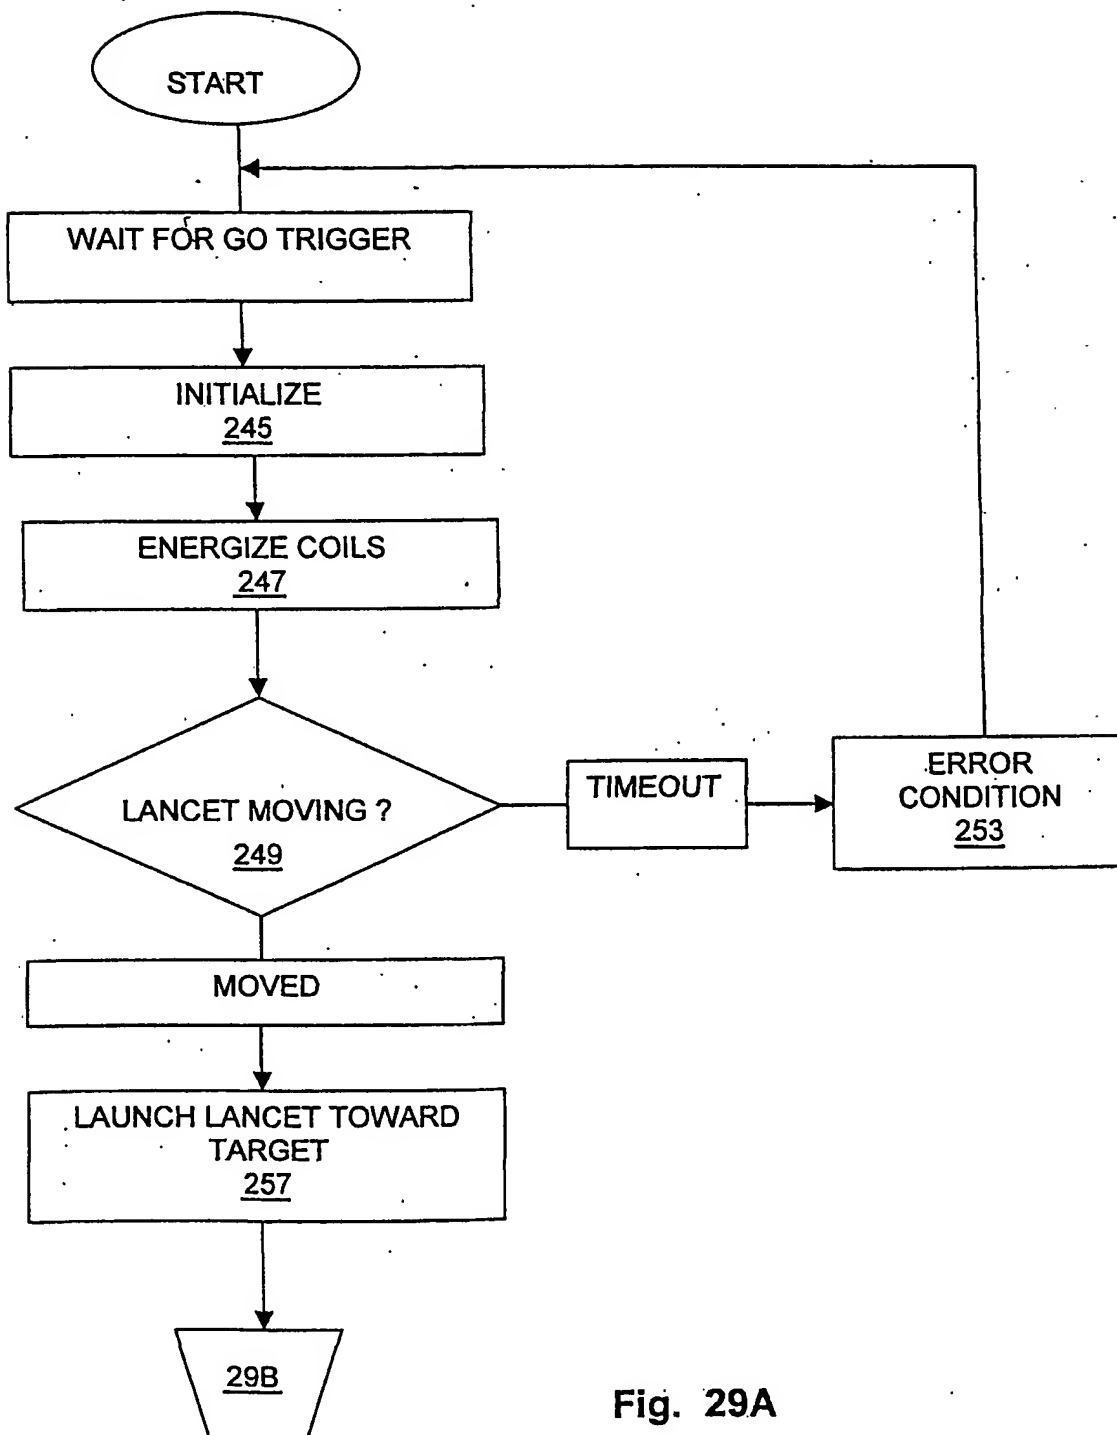 START
WAIT FOR GO TRIGGER
INITIALIZE
245
ENERGIZE COILS
247
LANCET MOVING ?
249
TIMEOUT
ERROR
CONDITION
253
MOVED
LAUNCH LANCET TOWARD
TARGET
257
29B
Fig. 29A